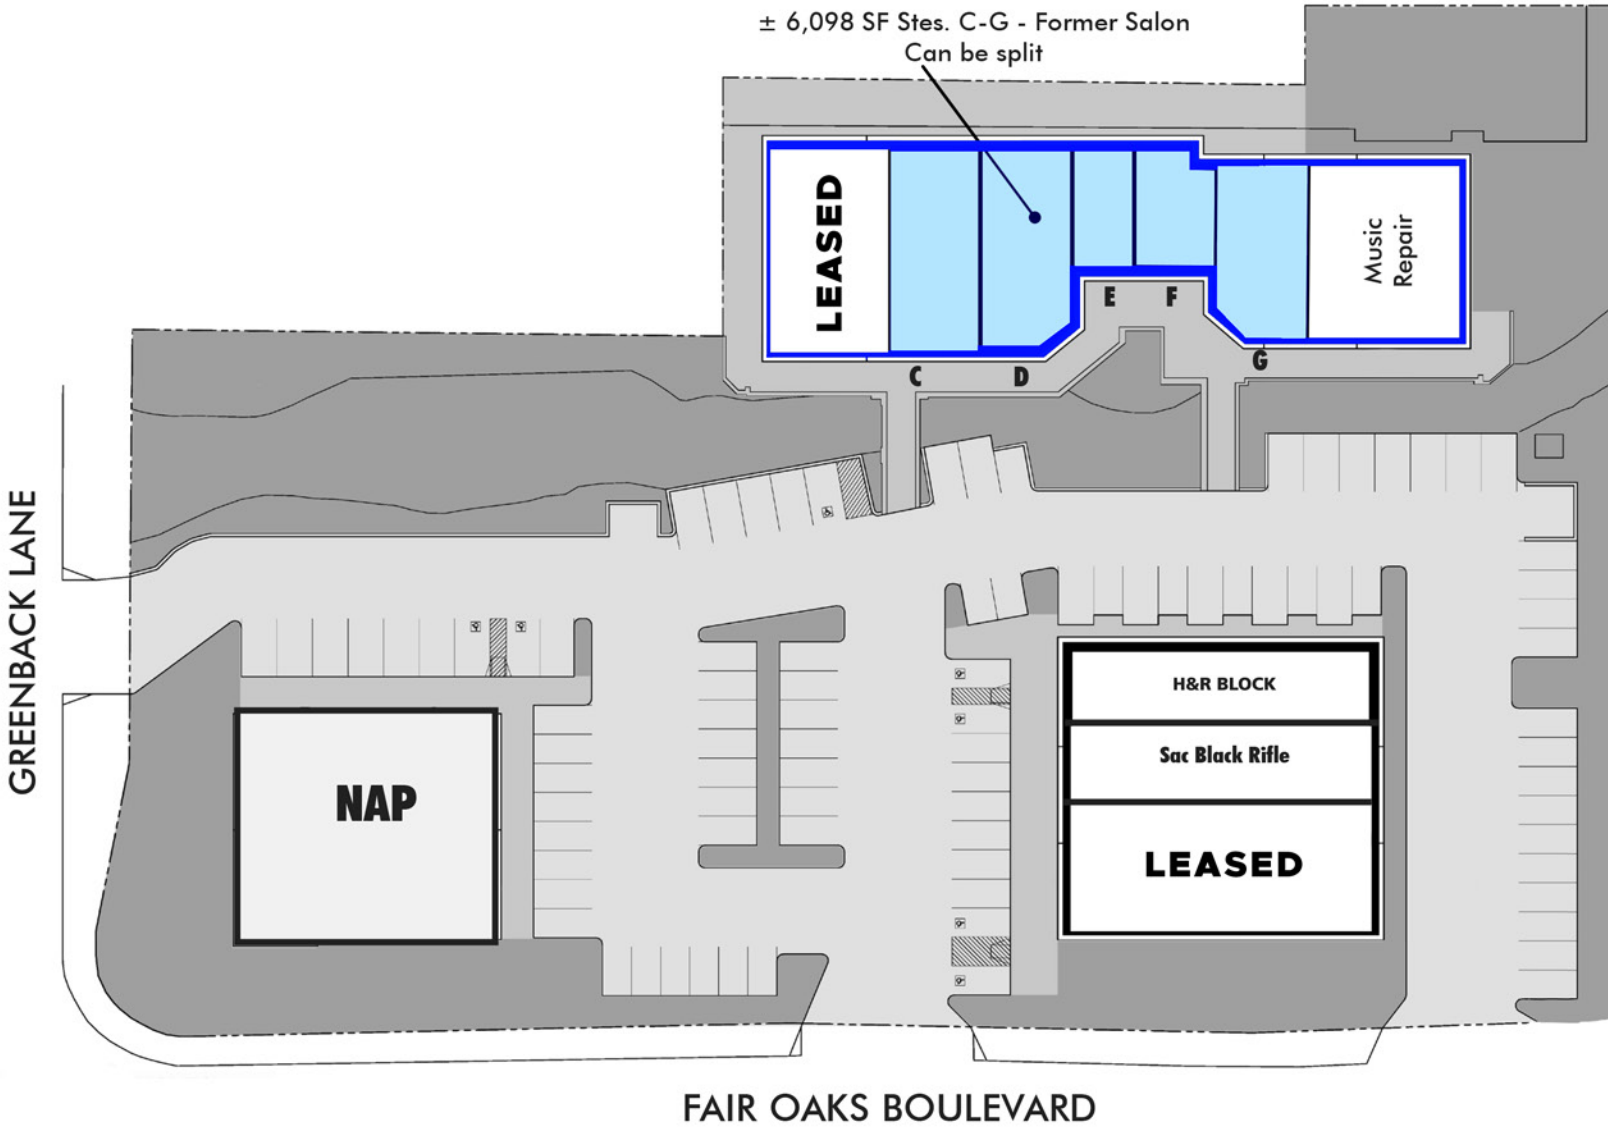 ± 6,098 SF Stes. C-G - Former Salon
Can be split
LEASED
Music
Repair
E
F
G
C
D
GREENBACK LANE
H&R BLOCK
Sac Black Rifle
NAP
LEASED
FAIR OAKS BOULEVARD